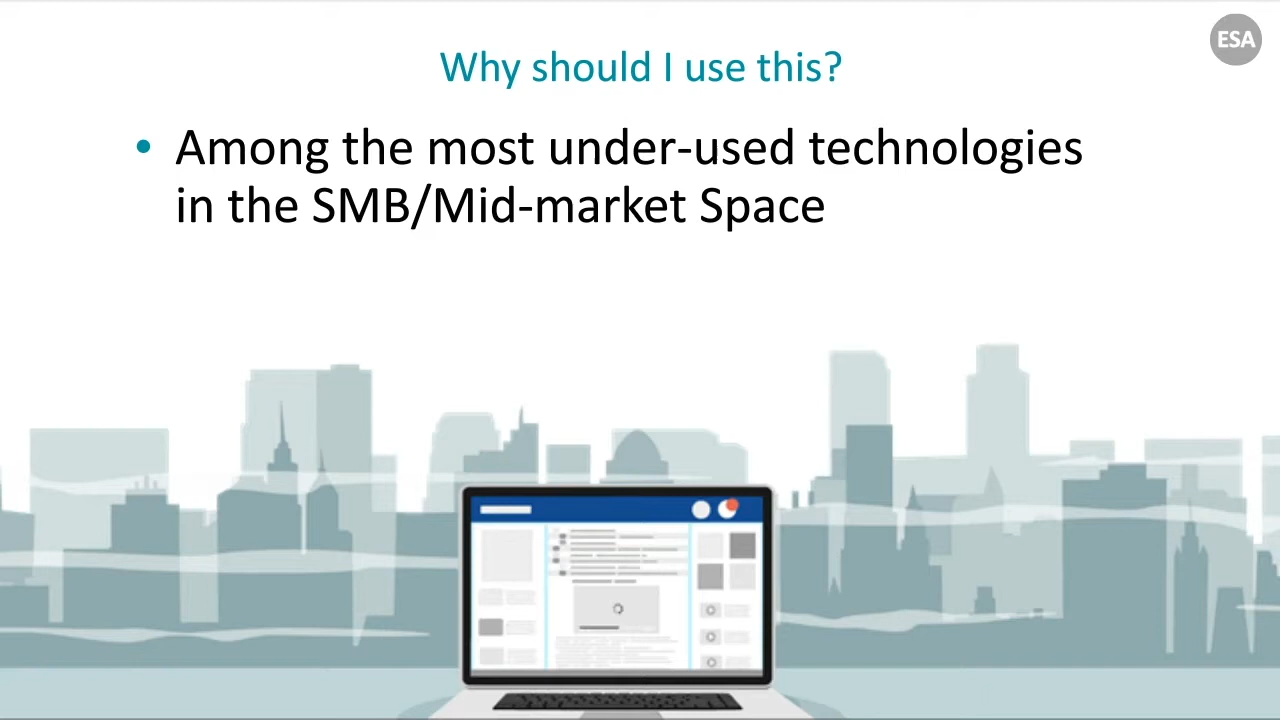 ESA
Why should I use this?
• Among the most under-used technologies
in the SMB/Mid-market Space